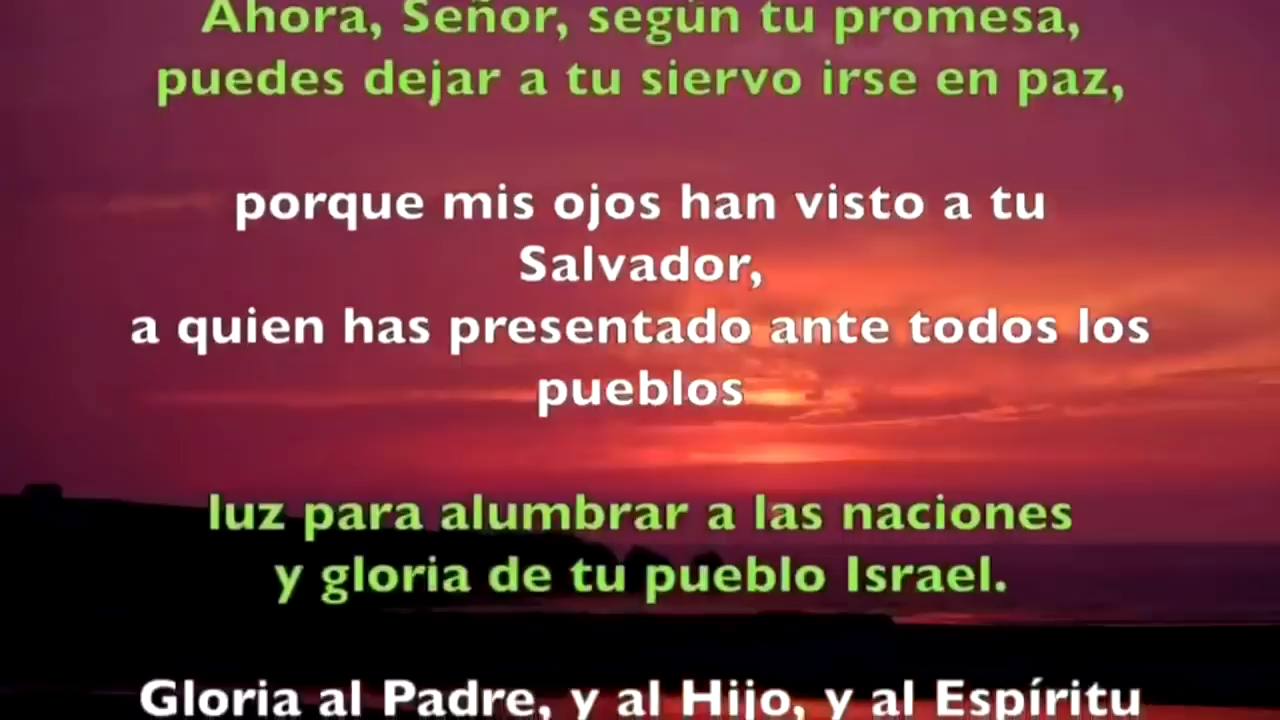 Ahora, Señor, según tu promesa,
puedes dejar a tu siervo irse en paz,
porque mis ojos han visto a tu
Salvador,
a quien has presentado ante todos los
pueblos
luz para alumbrar a las naciones
y gloria de tu pueblo Israel.
Gloria al Padre, y al Hijo, y al Espíritu